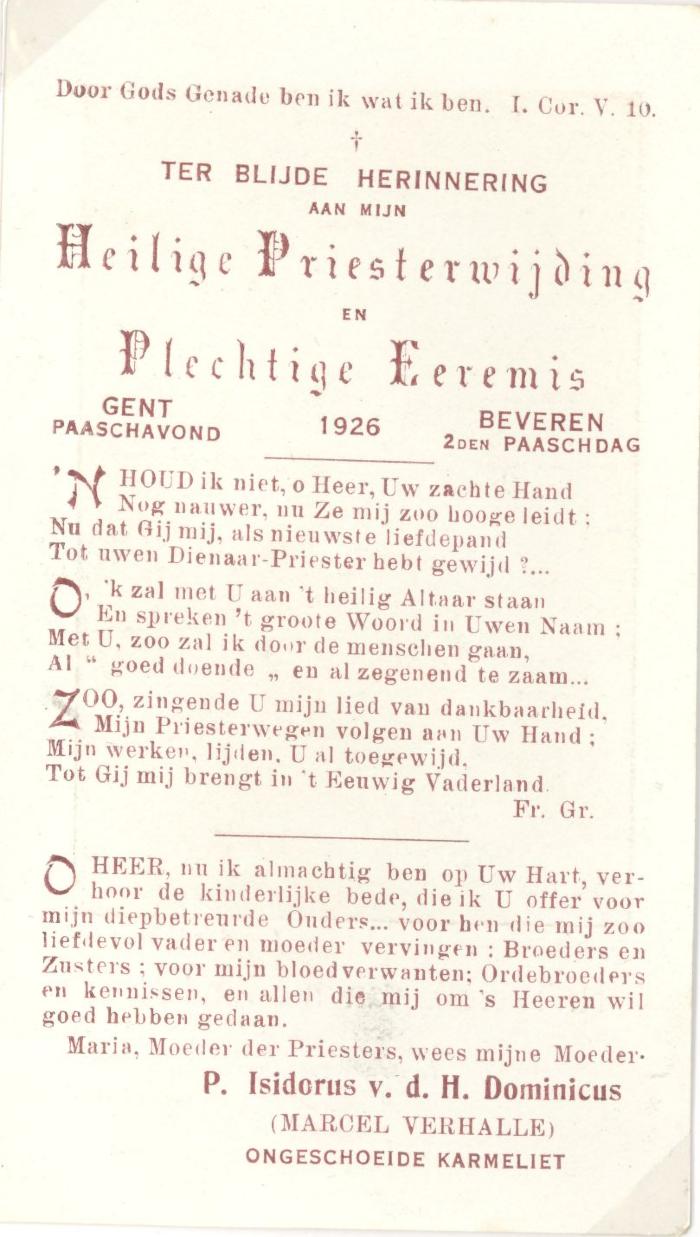 Door Gods Genade ben ik wat ik ben. I. Cor. V. 10.
†
TER BLIJDE HERINNERING
AAN MIJN
Heilige Priesterwijding
EN
Plechtige Eeremis
GENT PAASCHAVOND 1926 BEVEREN 2DEN PAASCHDAG
'N HOUD ik niet, o Heer, Uw zachte Hand
Nog nauwer, nu Ze mij zoo hooge leidt :
Nu dat Gij mij, als nieuwste liefdepand
Tot uwen Dienaar-Priester hebt gewijd ?...
O, 'k zal met U aan 't heilig Altaar staan
En spreken 't groote Woord in Uwen Naam ;
Met U, zoo zal ik door de menschen gaan,
Al “ goed doende „ en al zegenend te zaam...
ZOO, zingende U mijn lied van dankbaarheid,
Mijn Priesterwegen volgen aan Uw Hand ;
Mijn werken, lijden, U al toegewijd,
Tot Gij mij brengt in 't Eeuwig Vaderland.
Fr. Gr.
O HEER, nu ik almachtig ben op Uw Hart, ver-
hoor de kinderlijke bede, die ik U offer voor
mijn diepbetreurde Ouders... voor hen die mij zoo
liefdevol vader en moeder vervingen : Broeders en
Zusters ; voor mijn bloedverwanten; Ordebroeders
en kennissen, en allen die mij om 's Heeren wil
goed hebben gedaan.
Maria, Moeder der Priesters, wees mijne Moeder.
P. Isidorus v. d. H. Dominicus
(MARCEL VERHALLE)
ONGESCHOEIDE KARMELIET